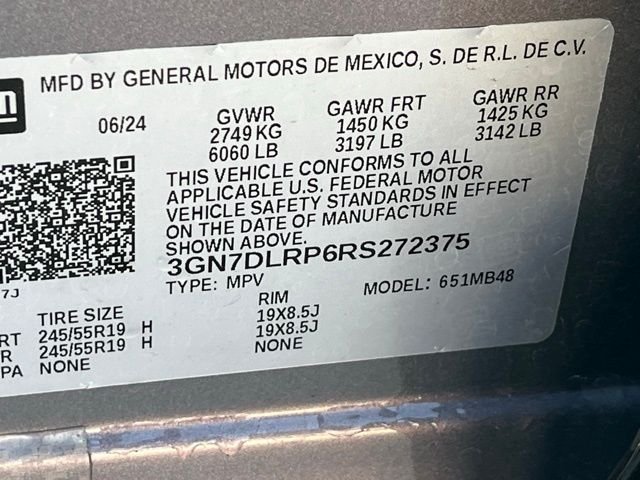 MFD BY GENERAL MOTORS DE MEXICO, S. DE R.L. DE C.V.
06/24 GVWR GAWR FRT GAWR RR
2749 KG 1450 KG 1425 KG
6060 LB 3197 LB 3142 LB
THIS VEHICLE CONFORMS TO ALL
APPLICABLE U.S. FEDERAL MOTOR
VEHICLE SAFETY STANDARDS IN EFFECT
ON THE DATE OF MANUFACTURE
3GN7DLRP6RS272375
TYPE: MPV MODEL: 651MB48
7J
TIRE SIZE RIM
RT 245/55R19 H 19X8.5J
R 245/55R19 H 19X8.5J
PA NONE NONE